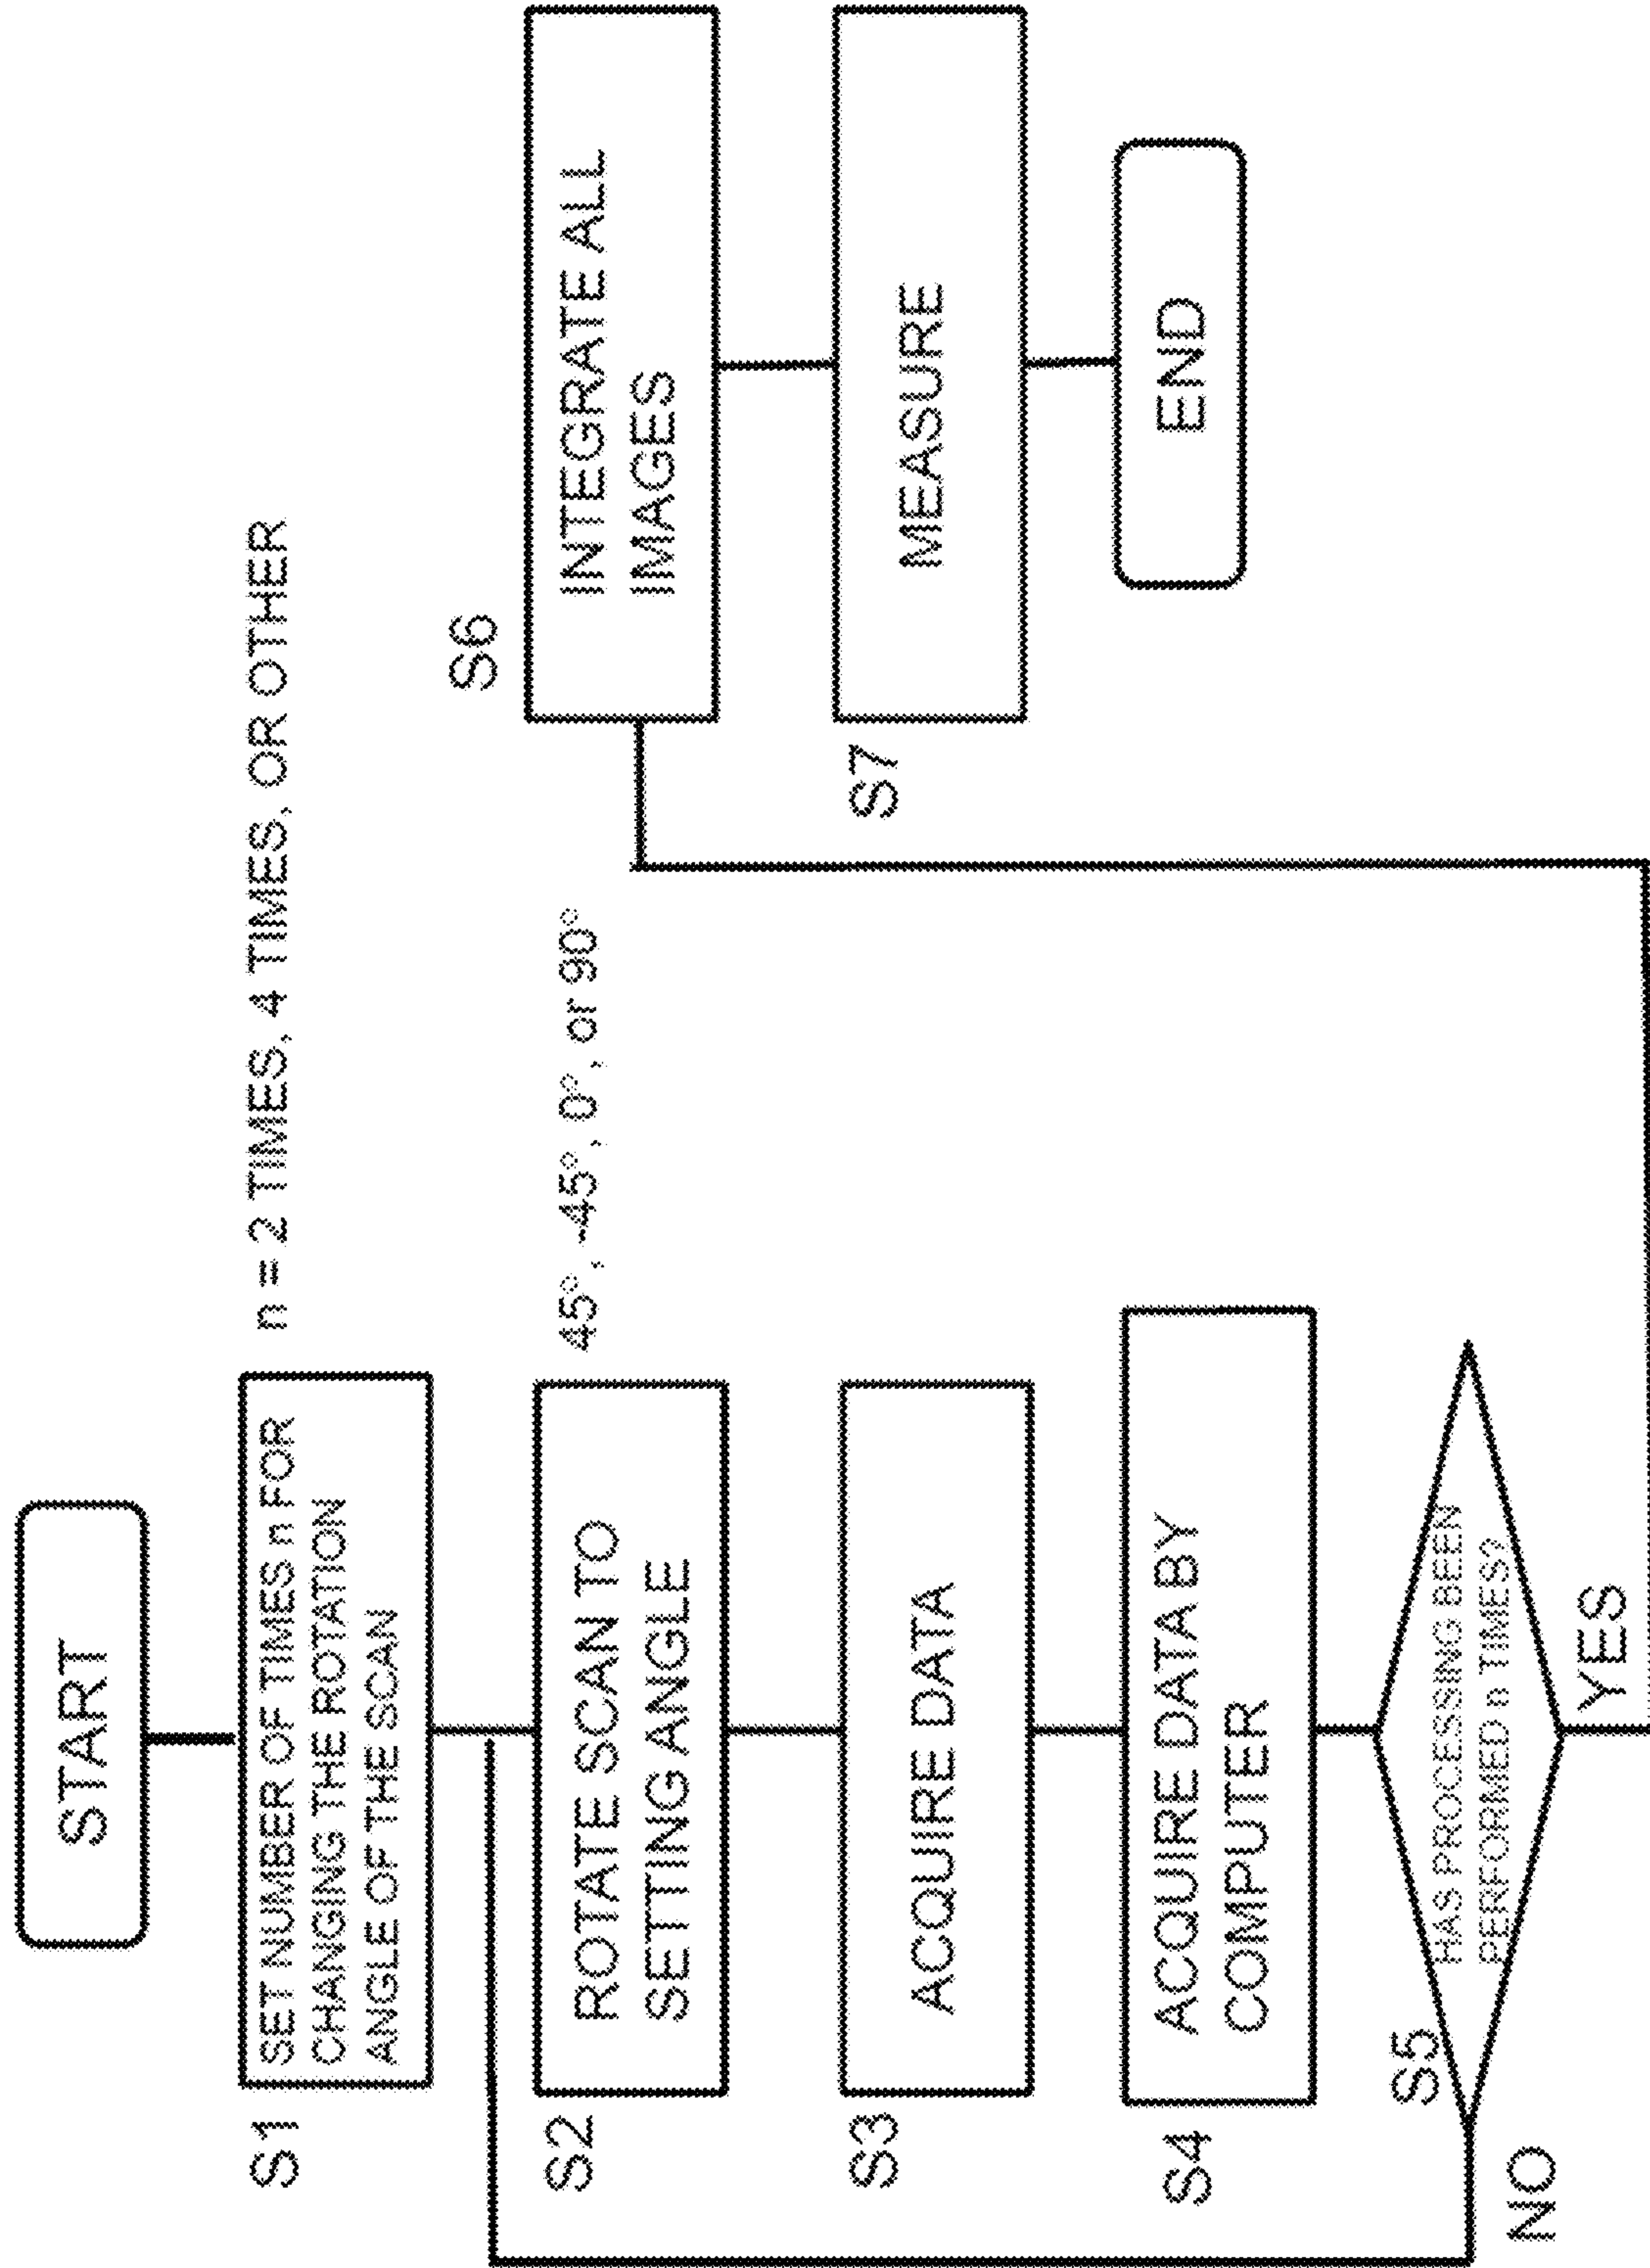 START
S1
SET NUMBER OF TIMES n FOR
CHANGING THE ROTATION
ANGLE OF THE SCAN
n = 2 TIMES, 4 TIMES, OR OTHER
S2
ROTATE SCAN TO
SETTING ANGLE
45°, -45°, 0°, or 90°
S3
ACQUIRE DATA
S4
ACQUIRE DATA BY
COMPUTER
S5
HAS PROCESSING BEEN
PERFORMED n TIMES?
NO
YES
S6
INTEGRATE ALL
IMAGES
S7
MEASURE
END